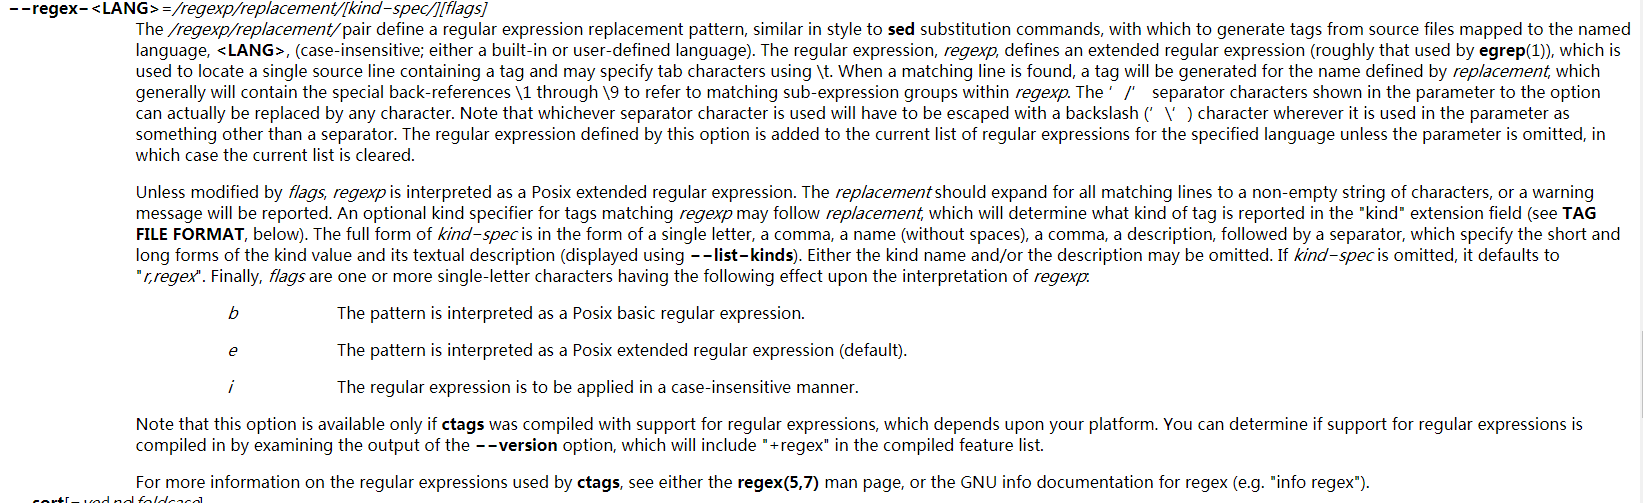 --regex-<LANG>=/regexp/replacement/[kind-spec/][flags]
The /regexp/replacement/ pair define a regular expression replacement pattern, similar in style to sed substitution commands, with which to generate tags from source files mapped to the named
language, <LANG>, (case-insensitive; either a built-in or user-defined language). The regular expression, regexp, defines an extended regular expression (roughly that used by egrep(1)), which is
used to locate a single source line containing a tag and may specify tab characters using \t. When a matching line is found, a tag will be generated for the name defined by replacement, which
generally will contain the special back-references \1 through \9 to refer to matching sub-expression groups within regexp. The ' /' separator characters shown in the parameter to the option
can actually be replaced by any character. Note that whichever separator character is used will have to be escaped with a backslash (' \' ) character wherever it is used in the parameter as
something other than a separator. The regular expression defined by this option is added to the current list of regular expressions for the specified language unless the parameter is omitted, in
which case the current list is cleared.
Unless modified by flags, regexp is interpreted as a Posix extended regular expression. The replacement should expand for all matching lines to a non-empty string of characters, or a warning
message will be reported. An optional kind specifier for tags matching regexp may follow replacement, which will determine what kind of tag is reported in the "kind" extension field (see TAG
FILE FORMAT, below). The full form of kind-spec is in the form of a single letter, a comma, a name (without spaces), a comma, a description, followed by a separator, which specify the short and
long forms of the kind value and its textual description (displayed using --list-kinds). Either the kind name and/or the description may be omitted. If kind-spec is omitted, it defaults to
"r,regex". Finally, flags are one or more single-letter characters having the following effect upon the interpretation of regexp:
b The pattern is interpreted as a Posix basic regular expression.
e The pattern is interpreted as a Posix extended regular expression (default).
i The regular expression is to be applied in a case-insensitive manner.
Note that this option is available only if ctags was compiled with support for regular expressions, which depends upon your platform. You can determine if support for regular expressions is
compiled in by examining the output of the --version option, which will include "+regex" in the compiled feature list.
For more information on the regular expressions used by ctags, see either the regex(5,7) man page, or the GNU info documentation for regex (e.g. "info regex").